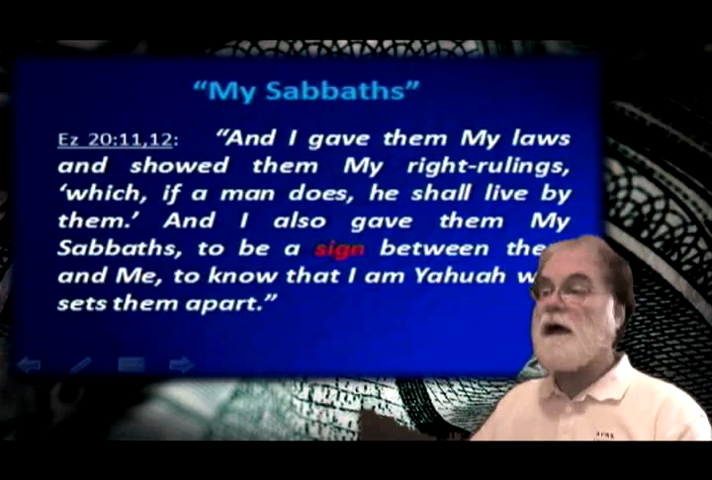 “My Sabbaths”
Ez 20:11,12: “And I gave them My laws
and showed them My right-rulings,
‘which, if a man does, he shall live by
them.’ And I also gave them My
Sabbaths, to be a sign between
and Me, to know that I am Yahuah
sets them apart.”